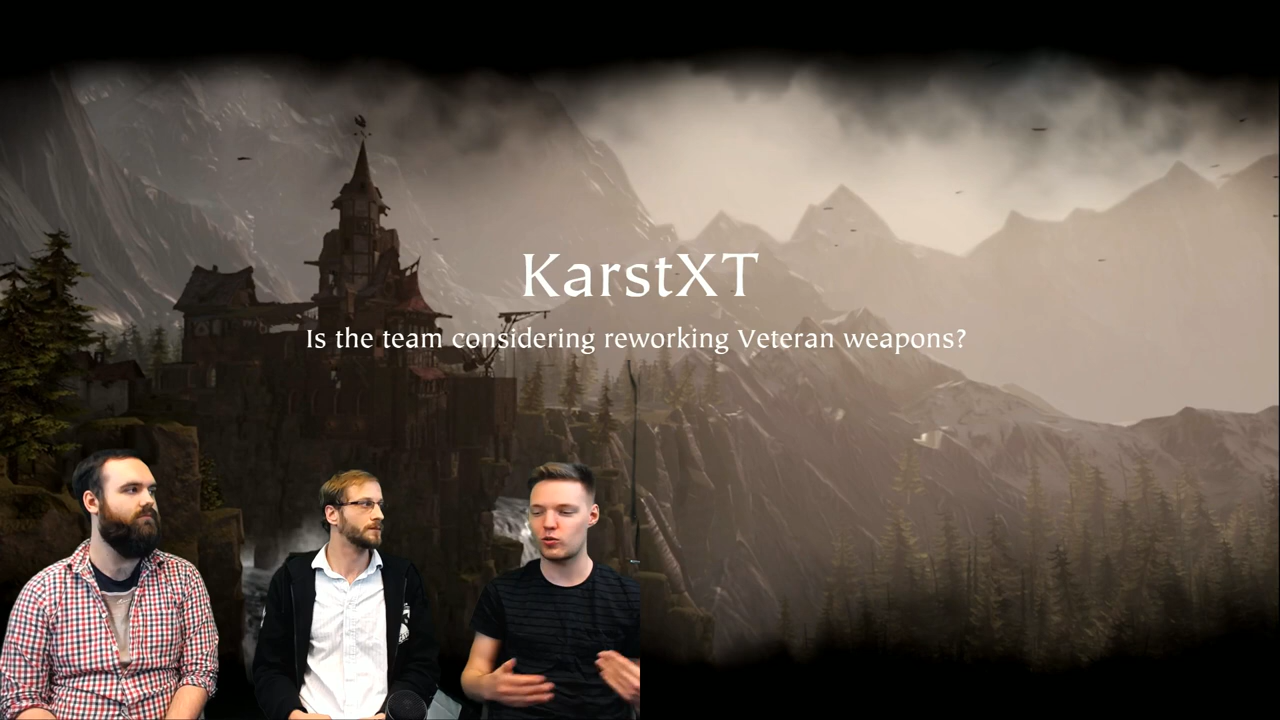 KarstXT
Is the team considering reworking Veteran weapons?